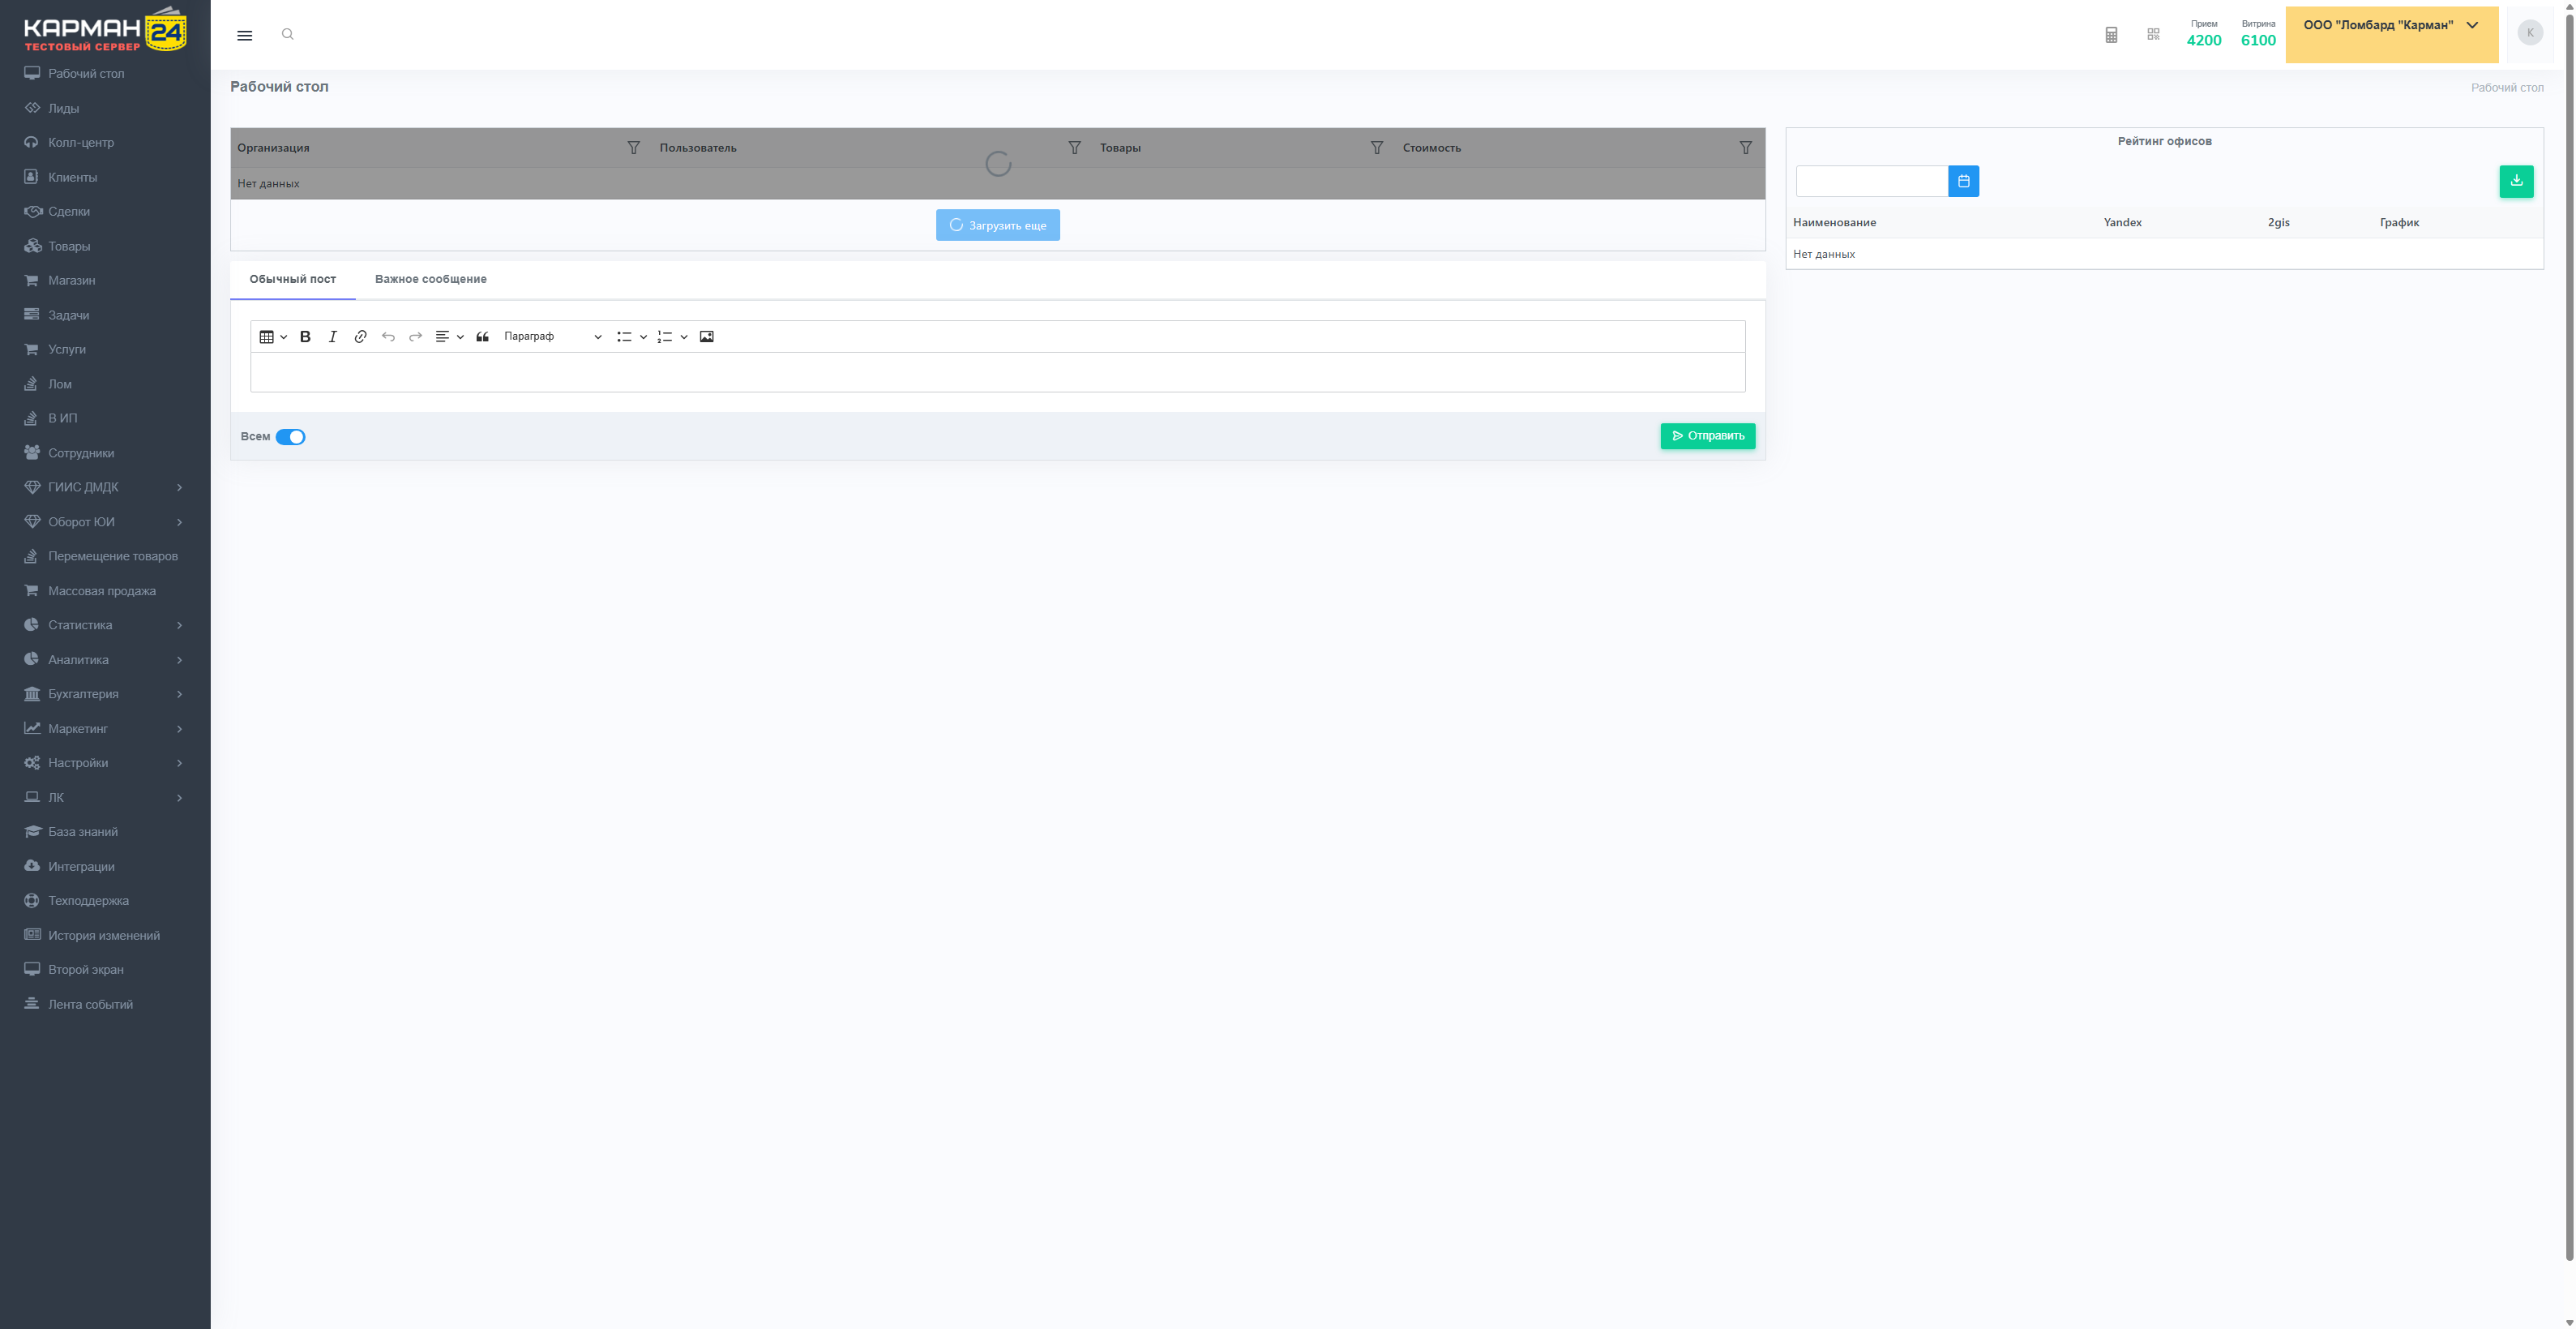 КАРМАН 24
ТЕСТОВЫЙ СЕРВЕР
Рабочий стол
Лиды
Колл-центр
Клиенты
Сделки
Товары
Магазин
Задачи
Услуги
Лом
В ИП
Сотрудники
ГИИС ДМДК
Оборот ЮИ
Перемещение товаров
Массовая продажа
Статистика
Аналитика
Бухгалтерия
Маркетинг
Настройки
ЛК
База знаний
Интеграции
Техподдержка
История изменений
Второй экран
Лента событий
Прием
4200
Витрина
6100
ООО "Ломбард "Карман"
К
Рабочий стол
Рабочий стол
Организация Пользователь Товары Стоимость
Нет данных
Загрузить еще
Обычный пост Важное сообщение
Параграф
Всем
Отправить
Рейтинг офисов
Наименование Yandex 2gis График
Нет данных